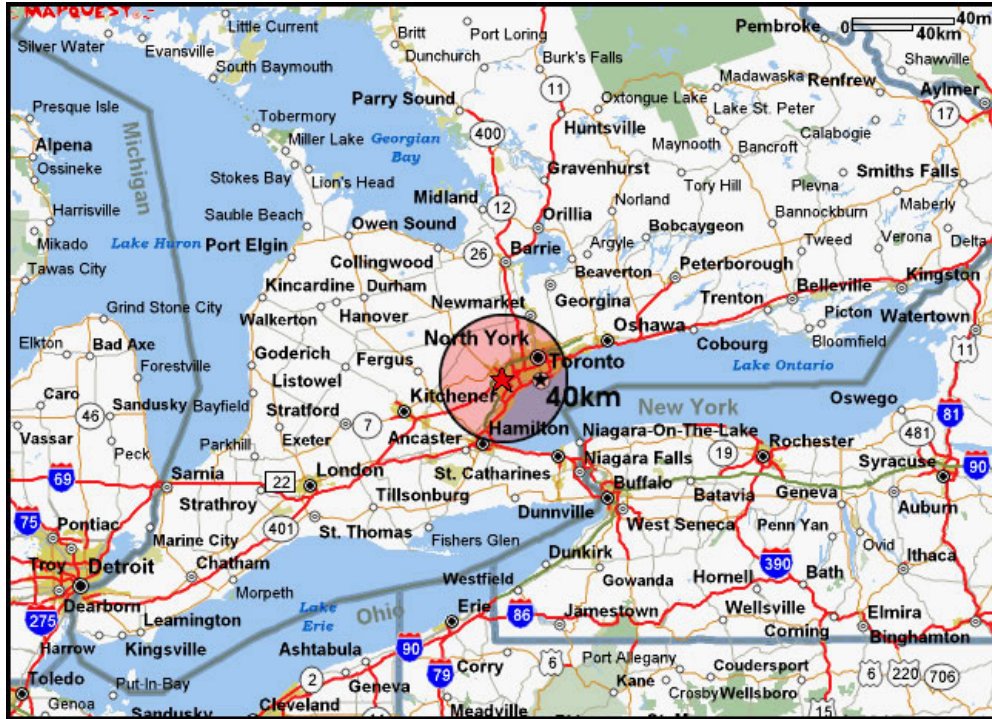 MAPQUEST
Little Current
Silver Water
Evansville
South Baymouth
Britt
Dunchurch
Port Loring
Burk's Falls
Pembroke
40m
0
40km
Shawville
Madawaska
Renfrew
Aylmer
Presque Isle
Tobermory
Parry Sound
11
Oxtongue Lake
Lake St. Peter
17
Michigan
Miller Lake
Georgian
Bay
400
Huntsville
Maynooth
Calabogie
Alpena
Ossineke
Stokes Bay
Lion's Head
Gravenhurst
Bancroft
Tory Hill
Plevna
Smiths Falls
Harrisville
Sauble Beach
Midland
12
Norland
Bannockburn
Maberly
Mikado
Lake Huron
Port Elgin
Owen Sound
Orillia
Bobcaygeon
Argyle
Tweed
Verona
Delta
Tawas City
Collingwood
26
Barrie
Beaverton
Peterborough
Kingston
Kincardine
Durham
Newmarket
Georgina
Trenton
Belleville
Grind Stone City
Walkerton
Hanover
Picton
Watertown
Elkton
Bad Axe
North York
Oshawa
Cobourg
Bloomfield
11
Forestville
Goderich
Fergus
Toronto
Lake Ontario
Caro
Listowel
Kitchener
40km
Sandusky
Bayfield
Stratford
New York
Oswego
81
46
7
Hamilton
Vassar
Peck
Parkhill
Exeter
Ancaster
Niagara-On-The-Lake
Rochester
481
69
Sarnia
London
St. Catharines
Niagara Falls
19
Syracuse
90
22
Strathroy
Tillsonburg
Buffalo
Batavia
Geneva
75
Pontiac
401
St. Thomas
Dunnville
West Seneca
Penn Yan
Auburn
Marine City
Fishers Glen
Troy
Detroit
Chatham
Dunkirk
Ovid
Ithaca
Dearborn
Morpeth
Westfield
Gowanda
Hornell
390
Bath
275
Leamington
Lake
Erie
Ohio
Erie
86
Jamestown
Wellsville
Elmira
Harrow
Kingsville
Ashtabula
90
Corning
Binghamton
Toledo
Put-In-Bay
2
Geneva
79
Corry
6
Port Allegany
Coudersport
6
220
706
Genoa
Sandusky
Cleveland
Meadville
Kane
Crosby
Wellsboro
15